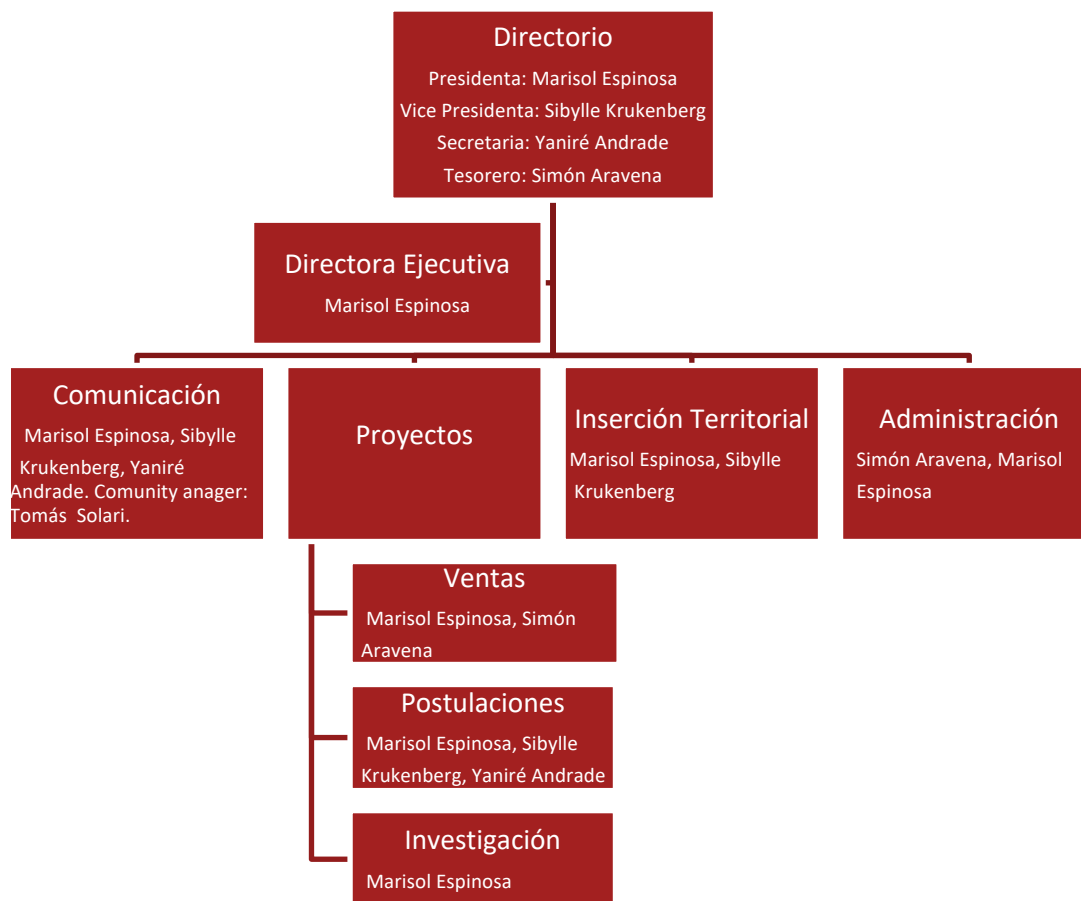 Directorio
Presidenta: Marisol Espinosa
Vice Presidenta: Sibylle Krukenberg
Secretaria: Yaniré Andrade
Tesorero: Simón Aravena
Directora Ejecutiva
Marisol Espinosa
Comunicación
Marisol Espinosa, Sibylle
Krukenberg, Yaniré
Andrade. Comunity anager:
Tomás Solari.
Proyectos
Inserción Territorial
Marisol Espinosa, Sibylle
Krukenberg
Administración
Simón Aravena, Marisol
Espinosa
Ventas
Marisol Espinosa, Simón
Aravena
Postulaciones
Marisol Espinosa, Sibylle
Krukenberg, Yaniré Andrade
Investigación
Marisol Espinosa